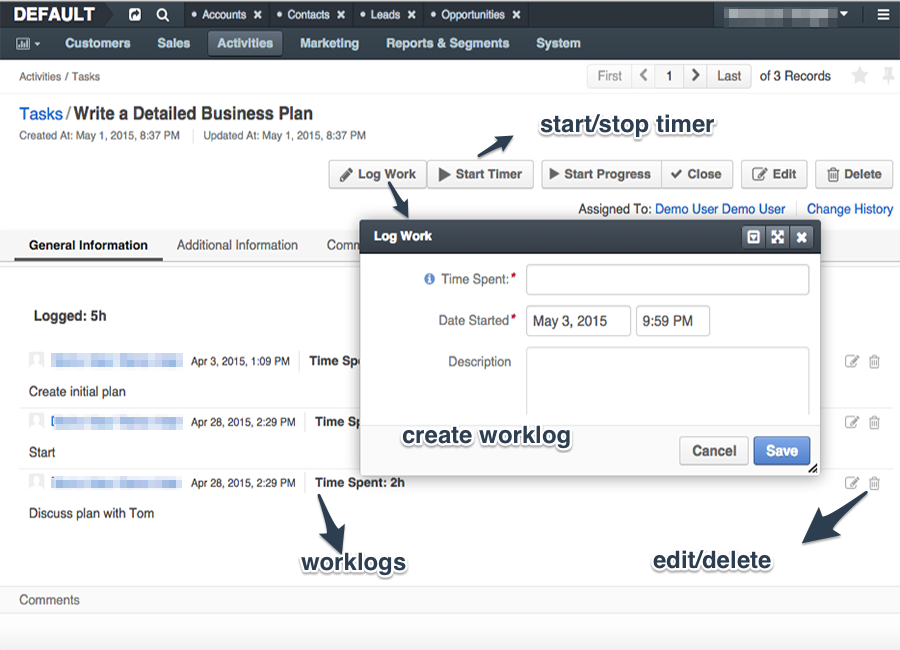 DEFAULT • Accounts × • Contacts × • Leads × • Opportunities ×
Customers Sales Activities Marketing Reports & Segments System
Activities / Tasks First 1 Last of 3 Records
Tasks / Write a Detailed Business Plan
Created At: May 1, 2015, 8:37 PM Updated At: May 1, 2015, 8:37 PM
start/stop timer
Log Work Start Timer Start Progress Close Edit Delete
Assigned To: Demo User Demo User Change History
General Information Additional Information Comm
Log Work
Time Spent:*
Date Started* May 3, 2015 9:59 PM
Description
create worklog
Cancel Save
Logged: 5h
Apr 3, 2015, 1:09 PM Time Spe
Create initial plan
Apr 28, 2015, 2:29 PM Time Sp
Start
Apr 28, 2015, 2:29 PM Time Spent: 2h
Discuss plan with Tom
worklogs
edit/delete
Comments